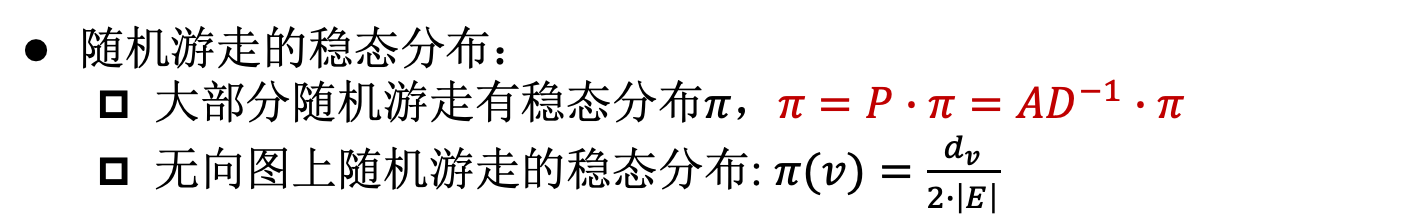 ● 随机游走的稳态分布：
❑ 大部分随机游走有稳态分布π，π = P · π = AD⁻¹ · π
❑ 无向图上随机游走的稳态分布: π(v) = d_v / 2·|E|